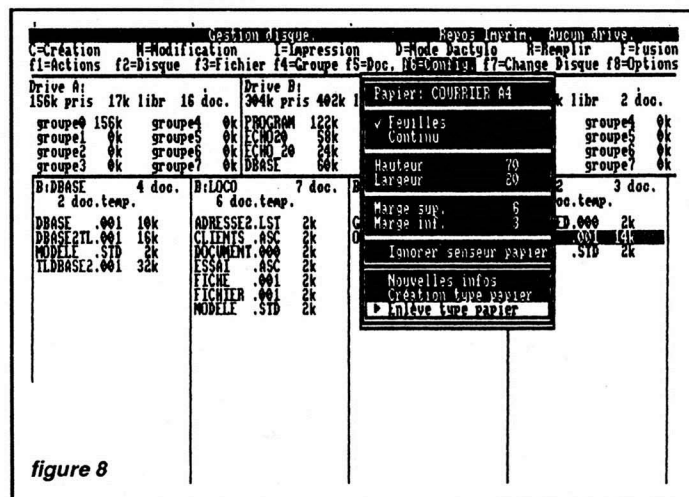 Gestion disque. Repos Imprim. Aucun drive.
C=Création M=Modification I=Impression D=Mode Dactylo R=Remplir F=Fusion
f1=Actions f2=Disque f3=Fichier f4=Groupe f5=Doc. f6=Config. f7=Change Disque f8=Options
Drive A: Drive B:
156k pris 17k libr 16 doc. 304k pris 402k l k libr 2 doc.
groupe0 156k groupe4 0k PROGRAM 122k groupe4 0k
groupe1 0k groupe5 0k ECHO20 58k groupe5 0k
groupe2 0k groupe6 0k ECHO 20 24k groupe6 0k
groupe3 0k groupe7 0k DBASE 60k groupe7 0k
B:DBASE 4 doc. B:LOCO 7 doc. 2 3 doc.
2 doc.temp. 6 doc.temp. oc.temp.
DBASE .001 10k ADRESSE2.LST 2k ED.000 2k
DBASE2TL.001 16k CLIENTS .ASC 2k .001 14k
MODELE .STD 2k DOCUMENT.000 2k .STD 2k
TLDBASE2.001 32k ESSAI .ASC 2k
FICHE .001 2k
FICHIER .001 2k
MODELE .STD 2k
Papier: COURRIER A4
✓ Feuilles
Continu
Hauteur 70
Largeur 80
Marge sup. 6
Marge inf. 3
Ignorer senseur papier
Nouvelles infos
Création type papier
▶ Enlève type papier
figure 8